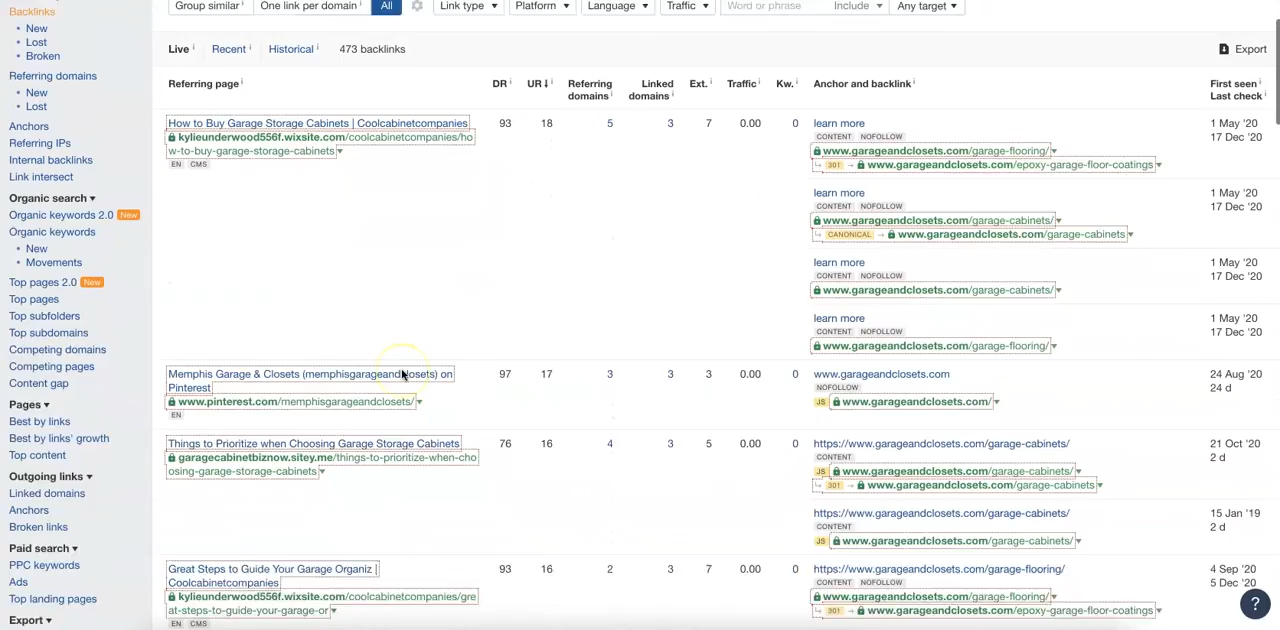 Backlinks
New
Lost
Broken
Referring domains
New
Lost
Anchors
Referring IPs
Internal backlinks
Link intersect
Organic search
Organic keywords 2.0 New
Organic keywords
New
Movements
Top pages 2.0 New
Top pages
Top subfolders
Top subdomains
Competing domains
Competing pages
Content gap
Pages
Best by links
Best by links' growth
Top content
Outgoing links
Linked domains
Anchors
Broken links
Paid search
PPC keywords
Ads
Top landing pages
Export
Group similar One link per domain All Link type Platform Language Traffic Word or phrase Include Any target
Live Recent Historical 473 backlinks Export
Referring page DR UR Referring domains Linked domains Ext. Traffic Kw. Anchor and backlink First seen Last check
How to Buy Garage Storage Cabinets | Coolcabinetcompanies 93 18 5 3 7 0.00 0
kylieunderwood556f.wixsite.com/coolcabinetcompanies/ho
w-to-buy-garage-storage-cabinets
EN CMS
learn more 1 May '20
CONTENT NOFOLLOW 17 Dec '20
www.garageandclosets.com/garage-flooring/
301 → www.garageandclosets.com/epoxy-garage-floor-coatings
learn more 1 May '20
CONTENT NOFOLLOW 17 Dec '20
www.garageandclosets.com/garage-cabinets/
CANONICAL → www.garageandclosets.com/garage-cabinets
learn more 1 May '20
CONTENT NOFOLLOW 17 Dec '20
www.garageandclosets.com/garage-cabinets/
learn more 1 May '20
CONTENT NOFOLLOW 17 Dec '20
www.garageandclosets.com/garage-flooring/
Memphis Garage & Closets (memphisgarageandclosets) on 97 17 3 3 3 0.00 0
Pinterest
www.pinterest.com/memphisgarageandclosets/
EN
www.garageandclosets.com 24 Aug '20
NOFOLLOW 24 d
JS www.garageandclosets.com/
Things to Prioritize when Choosing Garage Storage Cabinets 76 16 4 3 5 0.00 0
garagecabinetbiznow.sitey.me/things-to-prioritize-when-cho
osing-garage-storage-cabinets
https://www.garageandclosets.com/garage-cabinets/ 21 Oct '20
CONTENT 2 d
JS www.garageandclosets.com/garage-cabinets/
301 → www.garageandclosets.com/garage-cabinets
https://www.garageandclosets.com/garage-cabinets/ 15 Jan '19
CONTENT 2 d
JS www.garageandclosets.com/garage-cabinets/
Great Steps to Guide Your Garage Organiz | 93 16 2 3 7 0.00 0
Coolcabinetcompanies
kylieunderwood556f.wixsite.com/coolcabinetcompanies/gre
at-steps-to-guide-your-garage-or
EN CMS
https://www.garageandclosets.com/garage-flooring/ 4 Sep '20
CONTENT NOFOLLOW 5 Dec '20
www.garageandclosets.com/garage-flooring/
301 → www.garageandclosets.com/epoxy-garage-floor-coatings
?